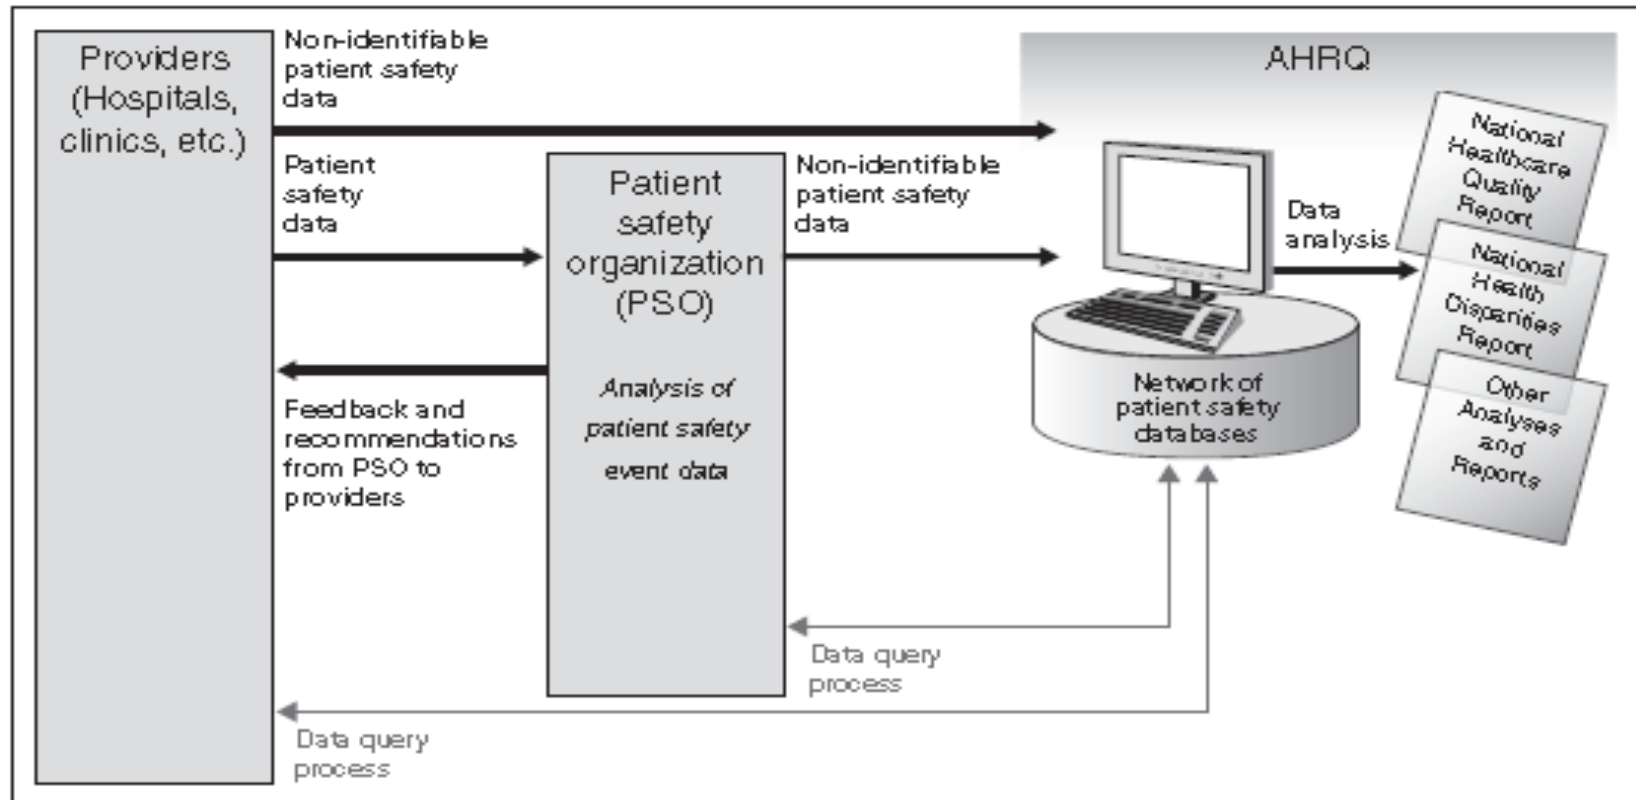 Providers
(Hospitals,
clinics, etc.)
Non-identifiable
patient safety
data
Patient
safety
data
Feedback and
recommendations
from PSO to
providers
Patient
safety
organization
(PSO)
Analysis of
patient safety
event data
Non-identifiable
patient safety
data
AHRQ
Network of
patient safety
databases
Data
analysis
National
Healthcare
Quality
Report
National
Health
Disparities
Report
Other
Analyses
and
Reports
Data query
process
Data query
process